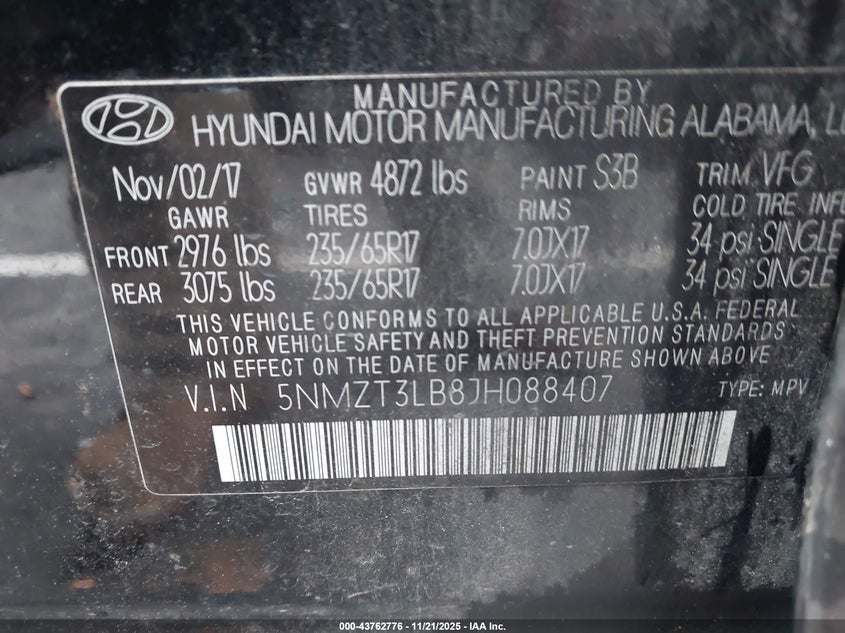 MANUFACTURED BY
HYUNDAI MOTOR MANUFACTURING ALABAMA,
Nov/02/17 GVWR 4872 lbs PAINT S3B TRIM VFG
GAWR TIRES RIMS COLD TIRE
FRONT 2976 lbs 235/65R17 7.0JX17 34 psi SINGLE
REAR 3075 lbs 235/65R17 7.0JX17 34 psi SINGLE
THIS VEHICLE CONFORMS TO ALL APPLICABLE U.S.A. FEDERAL
MOTOR VEHICLE SAFETY AND THEFT PREVENTION STANDARDS
IN EFFECT ON THE DATE OF MANUFACTURE SHOWN ABOVE
V.I.N 5NMZT3LB8JH088407 TYPE: MPV
000-43762776 - 11/21/2025 - IAA Inc.